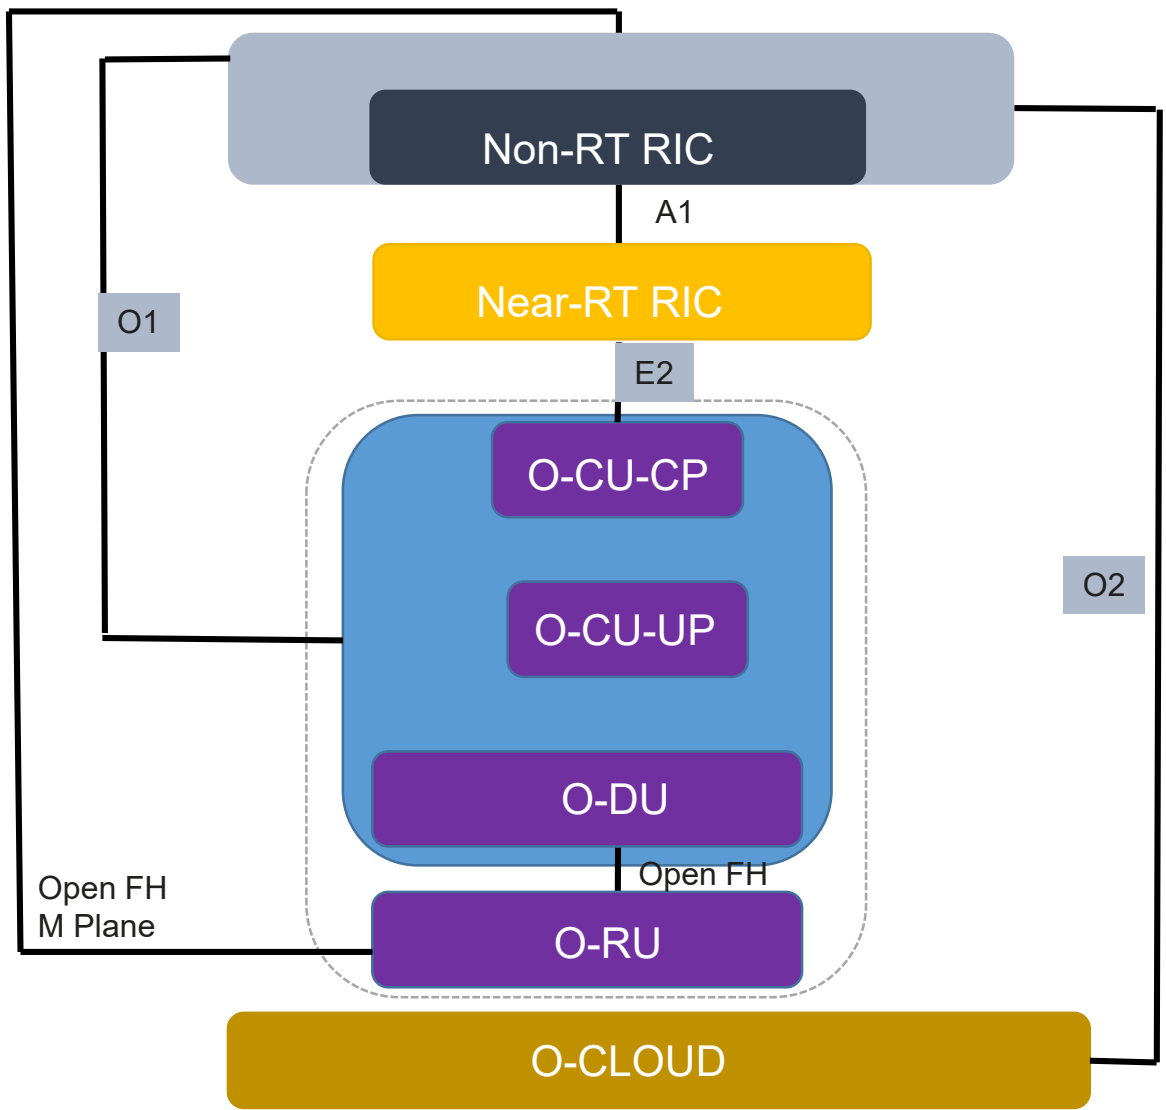 Non-RT RIC
A1
Near-RT RIC
O1
E2
O-CU-CP
O2
O-CU-UP
O-DU
Open FH
Open FH
M Plane
O-RU
O-CLOUD